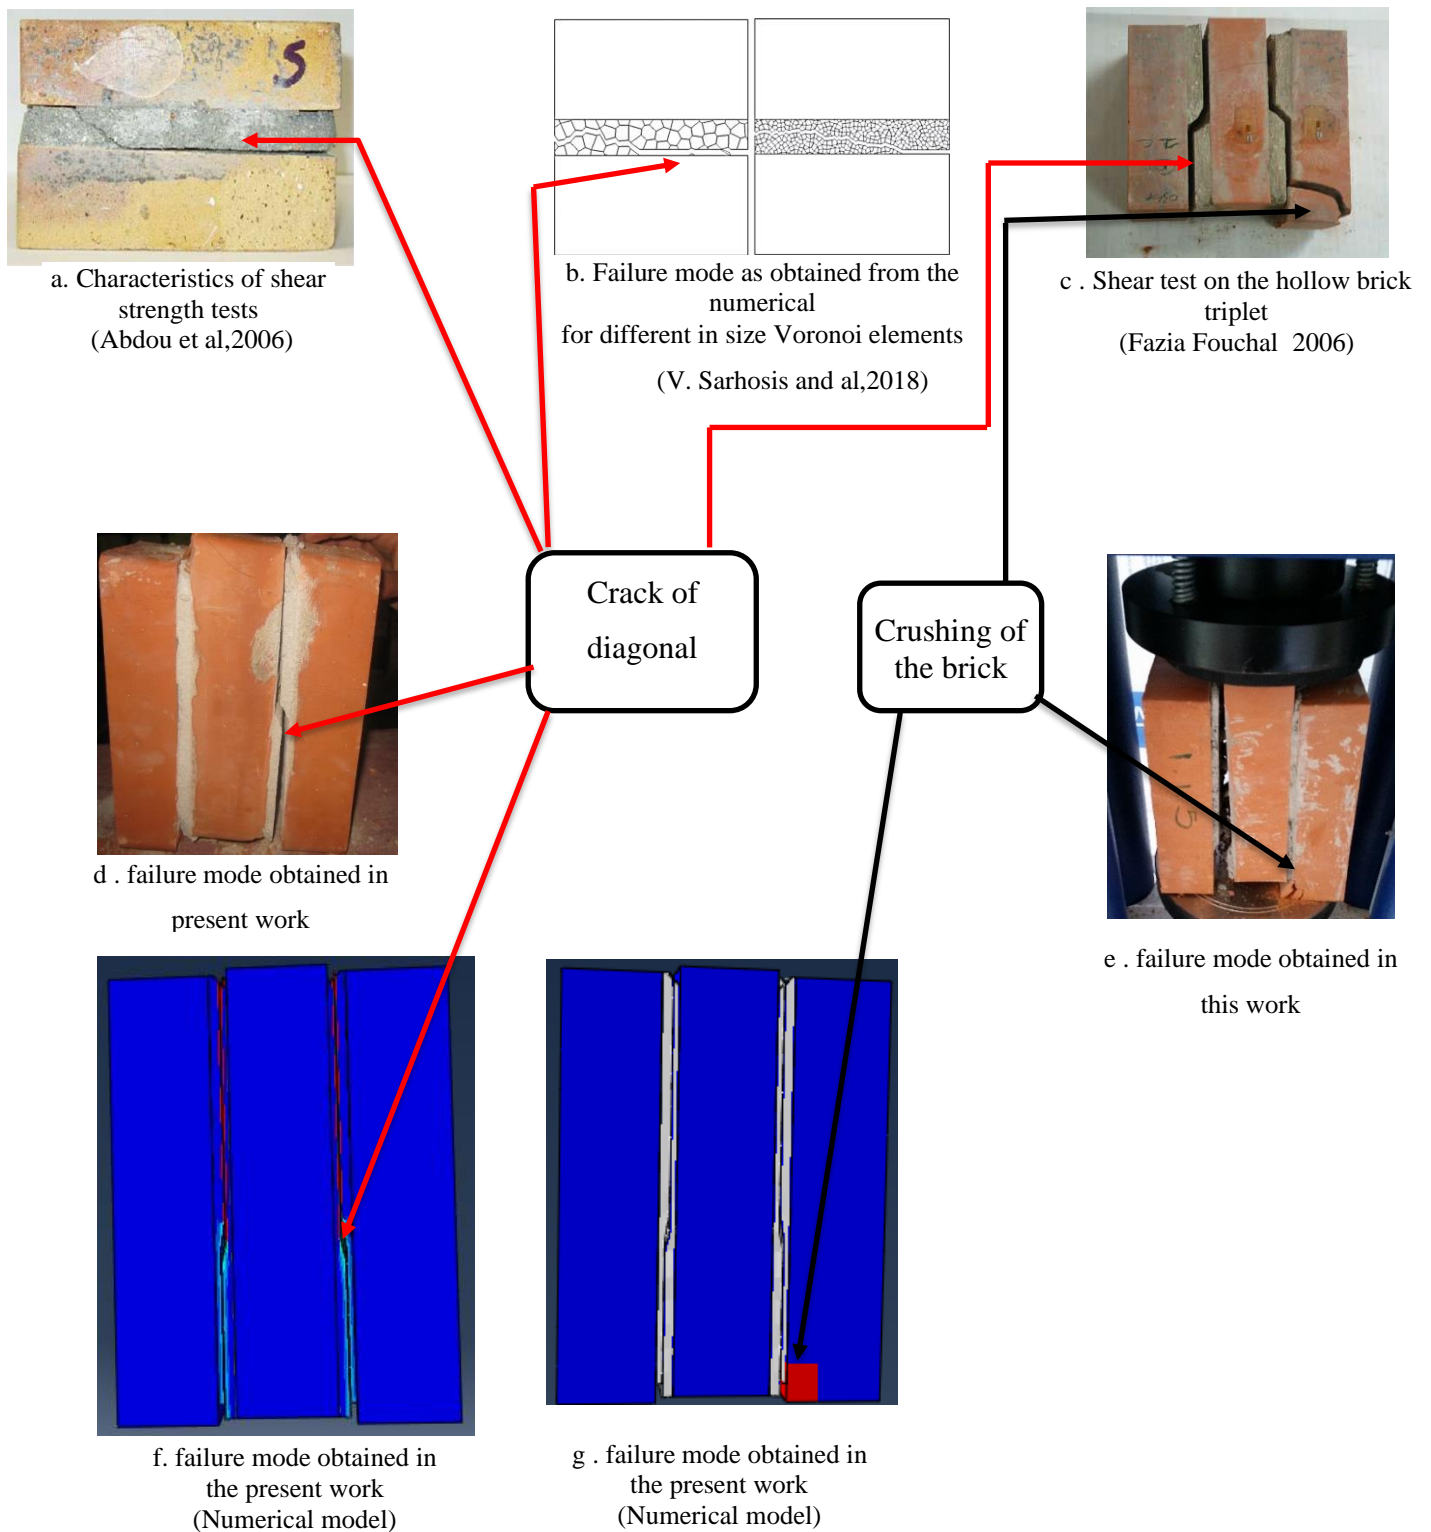 S
a. Characteristics of shear
strength tests
(Abdou et al,2006)
b. Failure mode as obtained from the
numerical
for different in size Voronoi elements
(V. Sarhosis and al,2018)
c . Shear test on the hollow brick
triplet
(Fazia Fouchal 2006)
Crack of
diagonal
Crushing of
the brick
d . failure mode obtained in
present work
15
e . failure mode obtained in
this work
f. failure mode obtained in
the present work
(Numerical model)
g . failure mode obtained in
the present work
(Numerical model)